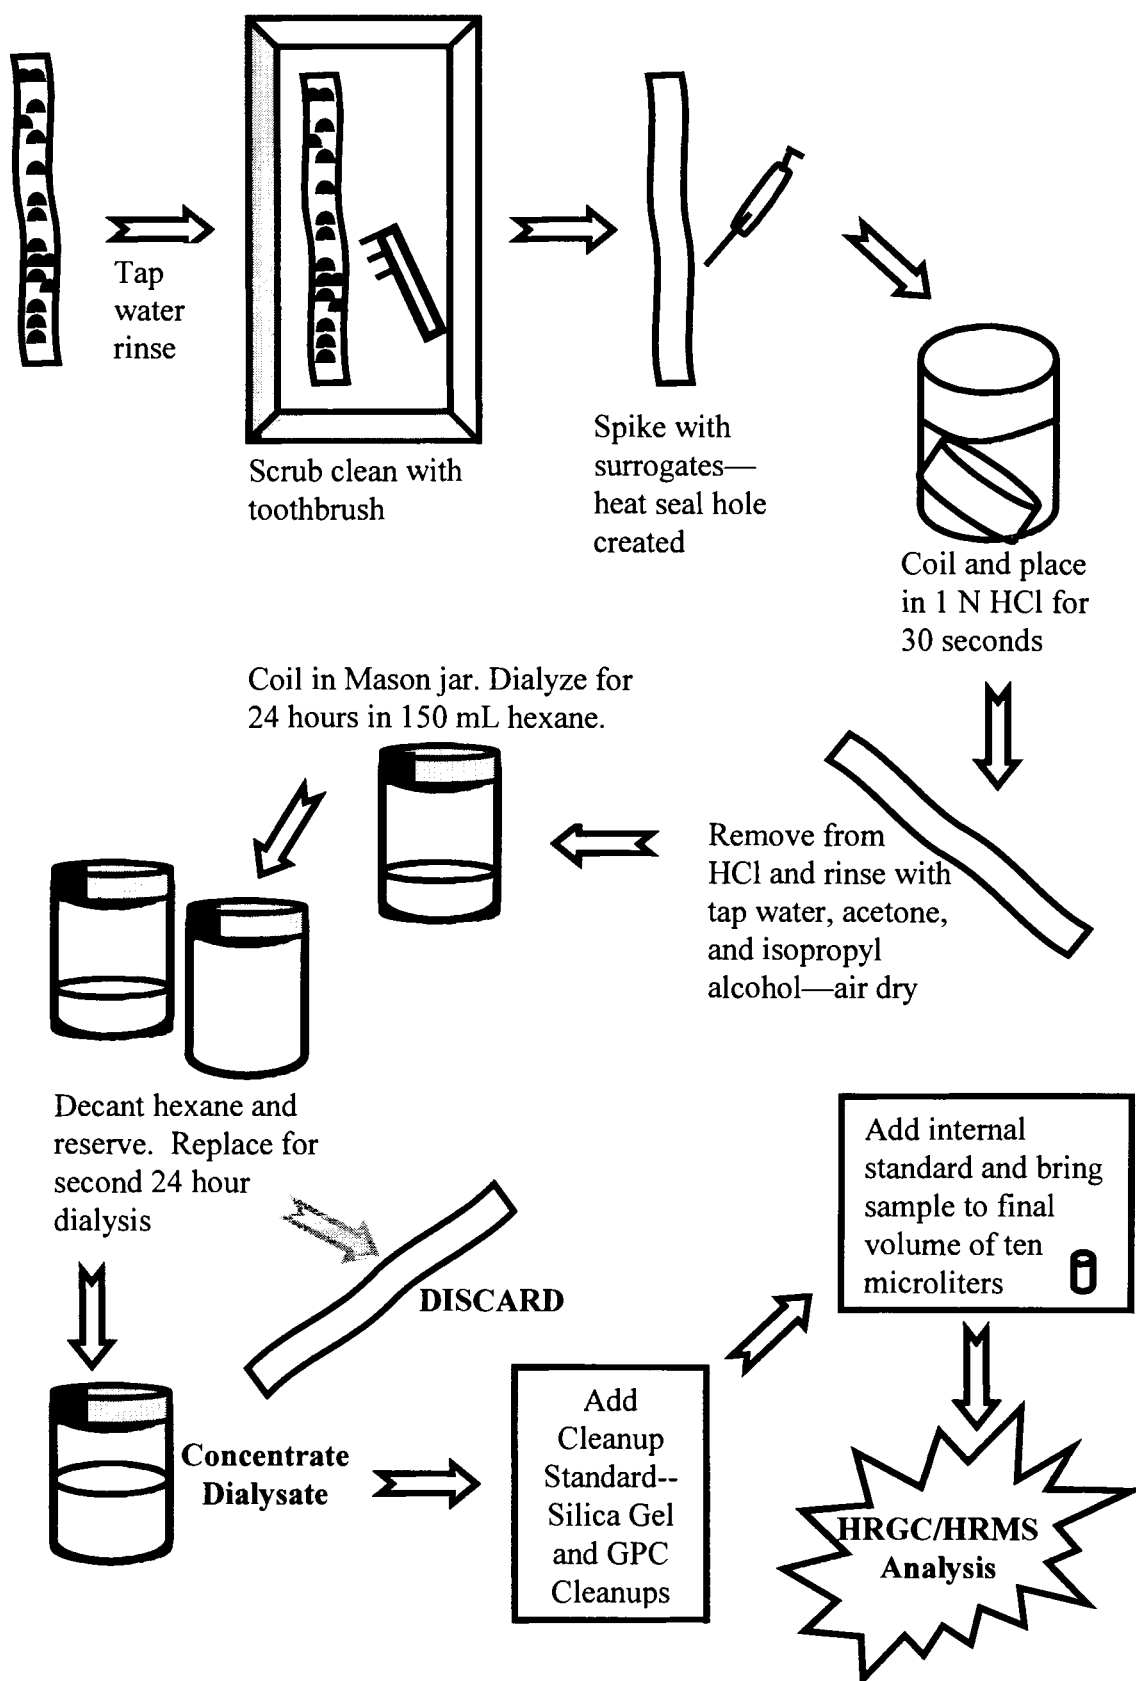 Tap
water
rinse
Scrub clean with
toothbrush
Spike with
surrogates—
heat seal hole
created
Coil and place
in 1 N HCl for
30 seconds
Remove from
HCl and rinse with
tap water, acetone,
and isopropyl
alcohol—air dry
Coil in Mason jar. Dialyze for
24 hours in 150 mL hexane.
Decant hexane and
reserve.  Replace for
second 24 hour
dialysis
DISCARD
Concentrate
Dialysate
Add
Cleanup
Standard--
Silica Gel
and GPC
Cleanups
Add internal
standard and bring
sample to final
volume of ten
microliters
HRGC/HRMS
Analysis